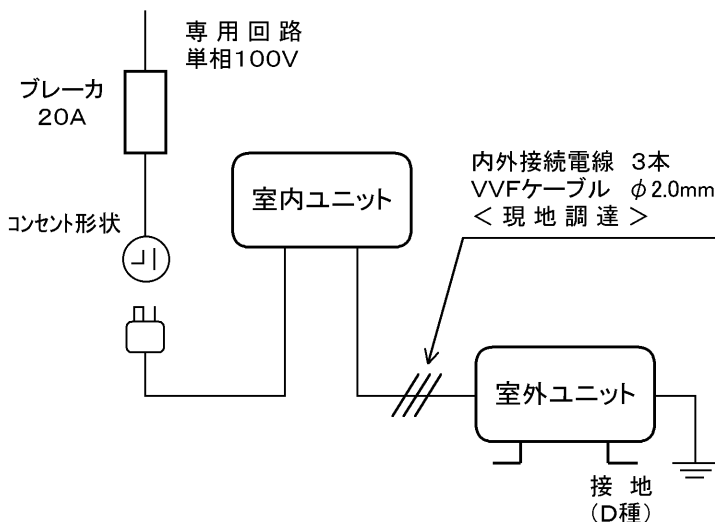 専用回路
単相100V
ブレーカ
20A
コンセント形状
室内ユニット
内外接続電線 3本
VVFケーブル φ2.0mm
＜現地調達＞
室外ユニット
接地
（D種）